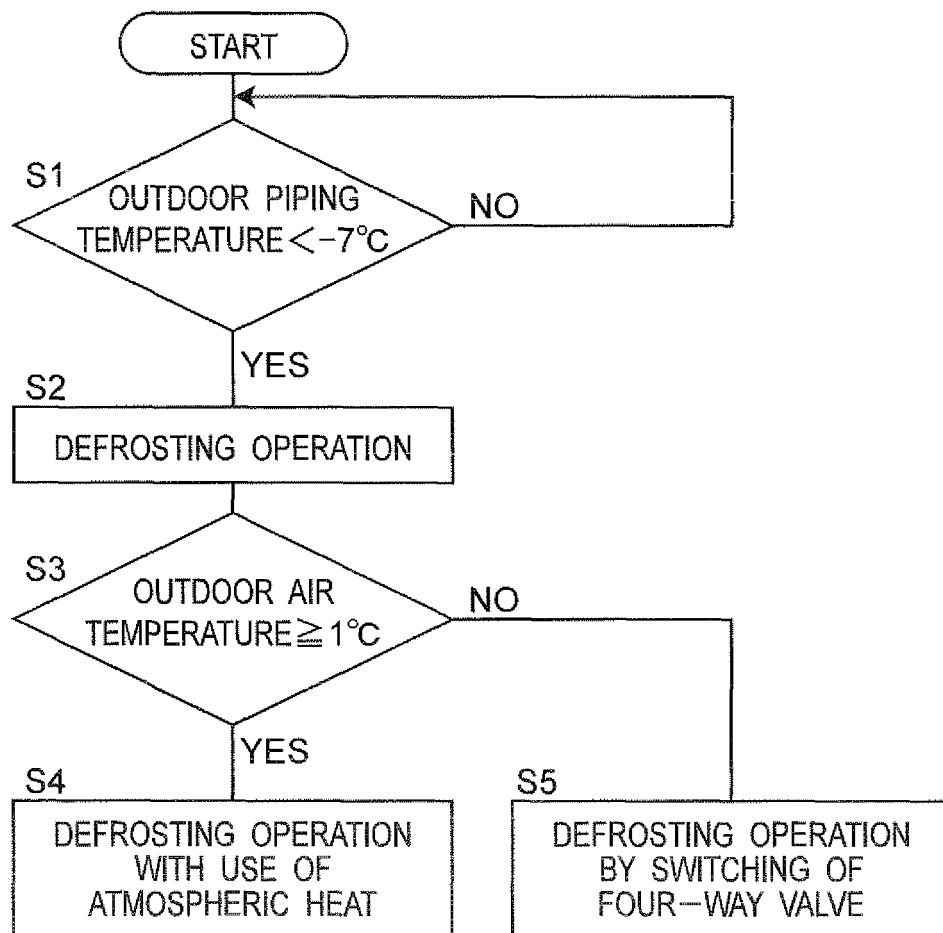 START
S1
OUTDOOR PIPING
TEMPERATURE<-7°C
NO
YES
S2
DEFROSTING OPERATION
S3
OUTDOOR AIR
TEMPERATURE≧1°C
NO
YES
S4
DEFROSTING OPERATION
WITH USE OF
ATMOSPHERIC HEAT
S5
DEFROSTING OPERATION
BY SWITCHING OF
FOUR-WAY VALVE